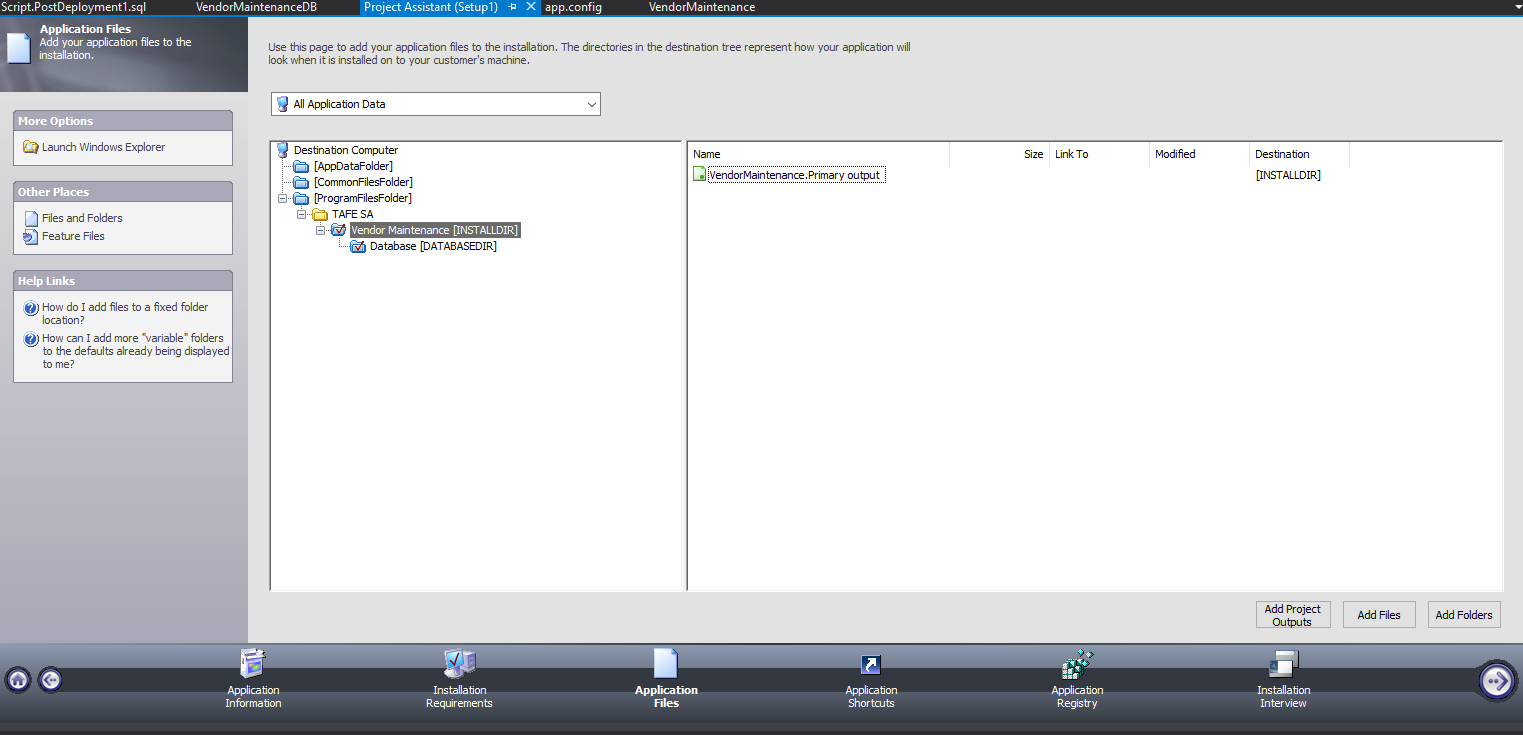 Script.PostDeployment1.sql VendorMaintenanceDB Project Assistant (Setup1) app.config VendorMaintenance
Application Files
Add your application files to the
installation.
More Options
Launch Windows Explorer
Other Places
Files and Folders
Feature Files
Help Links
How do I add files to a fixed folder
location?
How can I add more "variable" folders
to the defaults already being displayed
to me?
Use this page to add your application files to the installation. The directories in the destination tree represent how your application will
look when it is installed on to your customer's machine.
All Application Data
Destination Computer
[AppDataFolder]
[CommonFilesFolder]
[ProgramFilesFolder]
TAFE SA
Vendor Maintenance [INSTALLDIR]
Database [DATABASEDIR]
Name Size Link To Modified Destination
VendorMaintenance.Primary output [INSTALLDIR]
Add Project
Outputs
Add Files
Add Folders
Application
Information
Installation
Requirements
Application
Files
Application
Shortcuts
Application
Registry
Installation
Interview